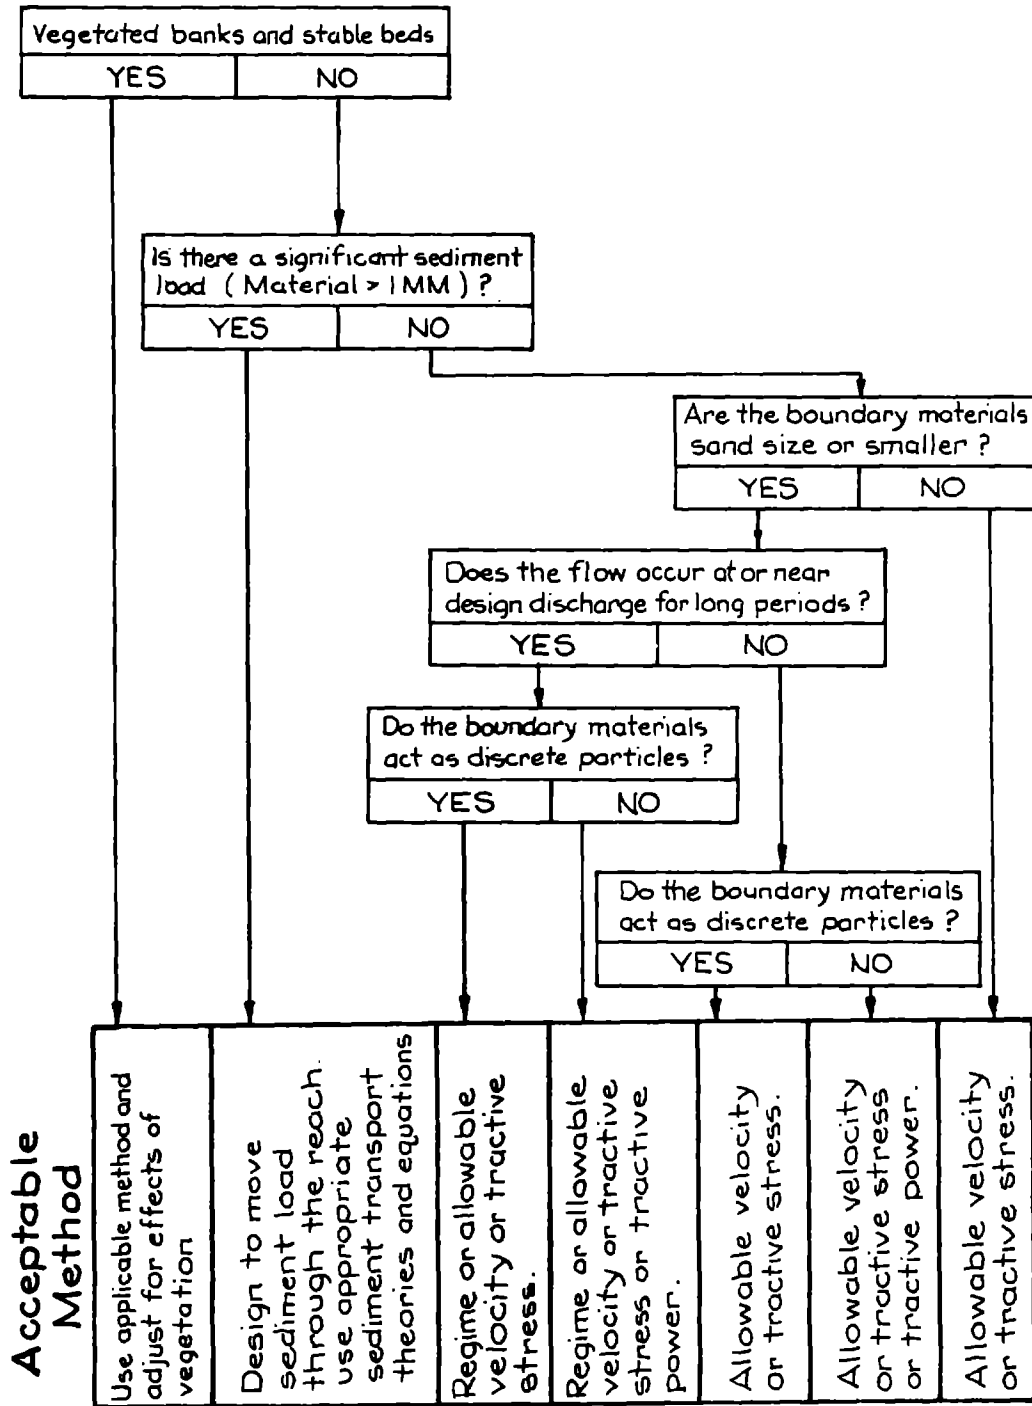 Vegetated banks and stable beds
YES
NO
Is there a significant sediment
load (Material > 1MM) ?
YES
NO
Are the boundary materials
sand size or smaller ?
YES
NO
Does the flow occur at or near
design discharge for long periods ?
YES
NO
Do the boundary materials
act as discrete particles ?
YES
NO
Do the boundary materials
act as discrete particles ?
YES
NO
Acceptable
Method
Use applicable method and
adjust for effects of
vegetation
Design to move
sediment load
through the reach.
use appropriate
sediment transport
theories and equations
Regime or allowable
velocity or tractive
stress.
Regime or allowable
velocity or tractive
stress or tractive
power.
Allowable velocity
or tractive stress.
Allowable velocity
or tractive stress
or tractive power.
Allowable velocity
or tractive stress.